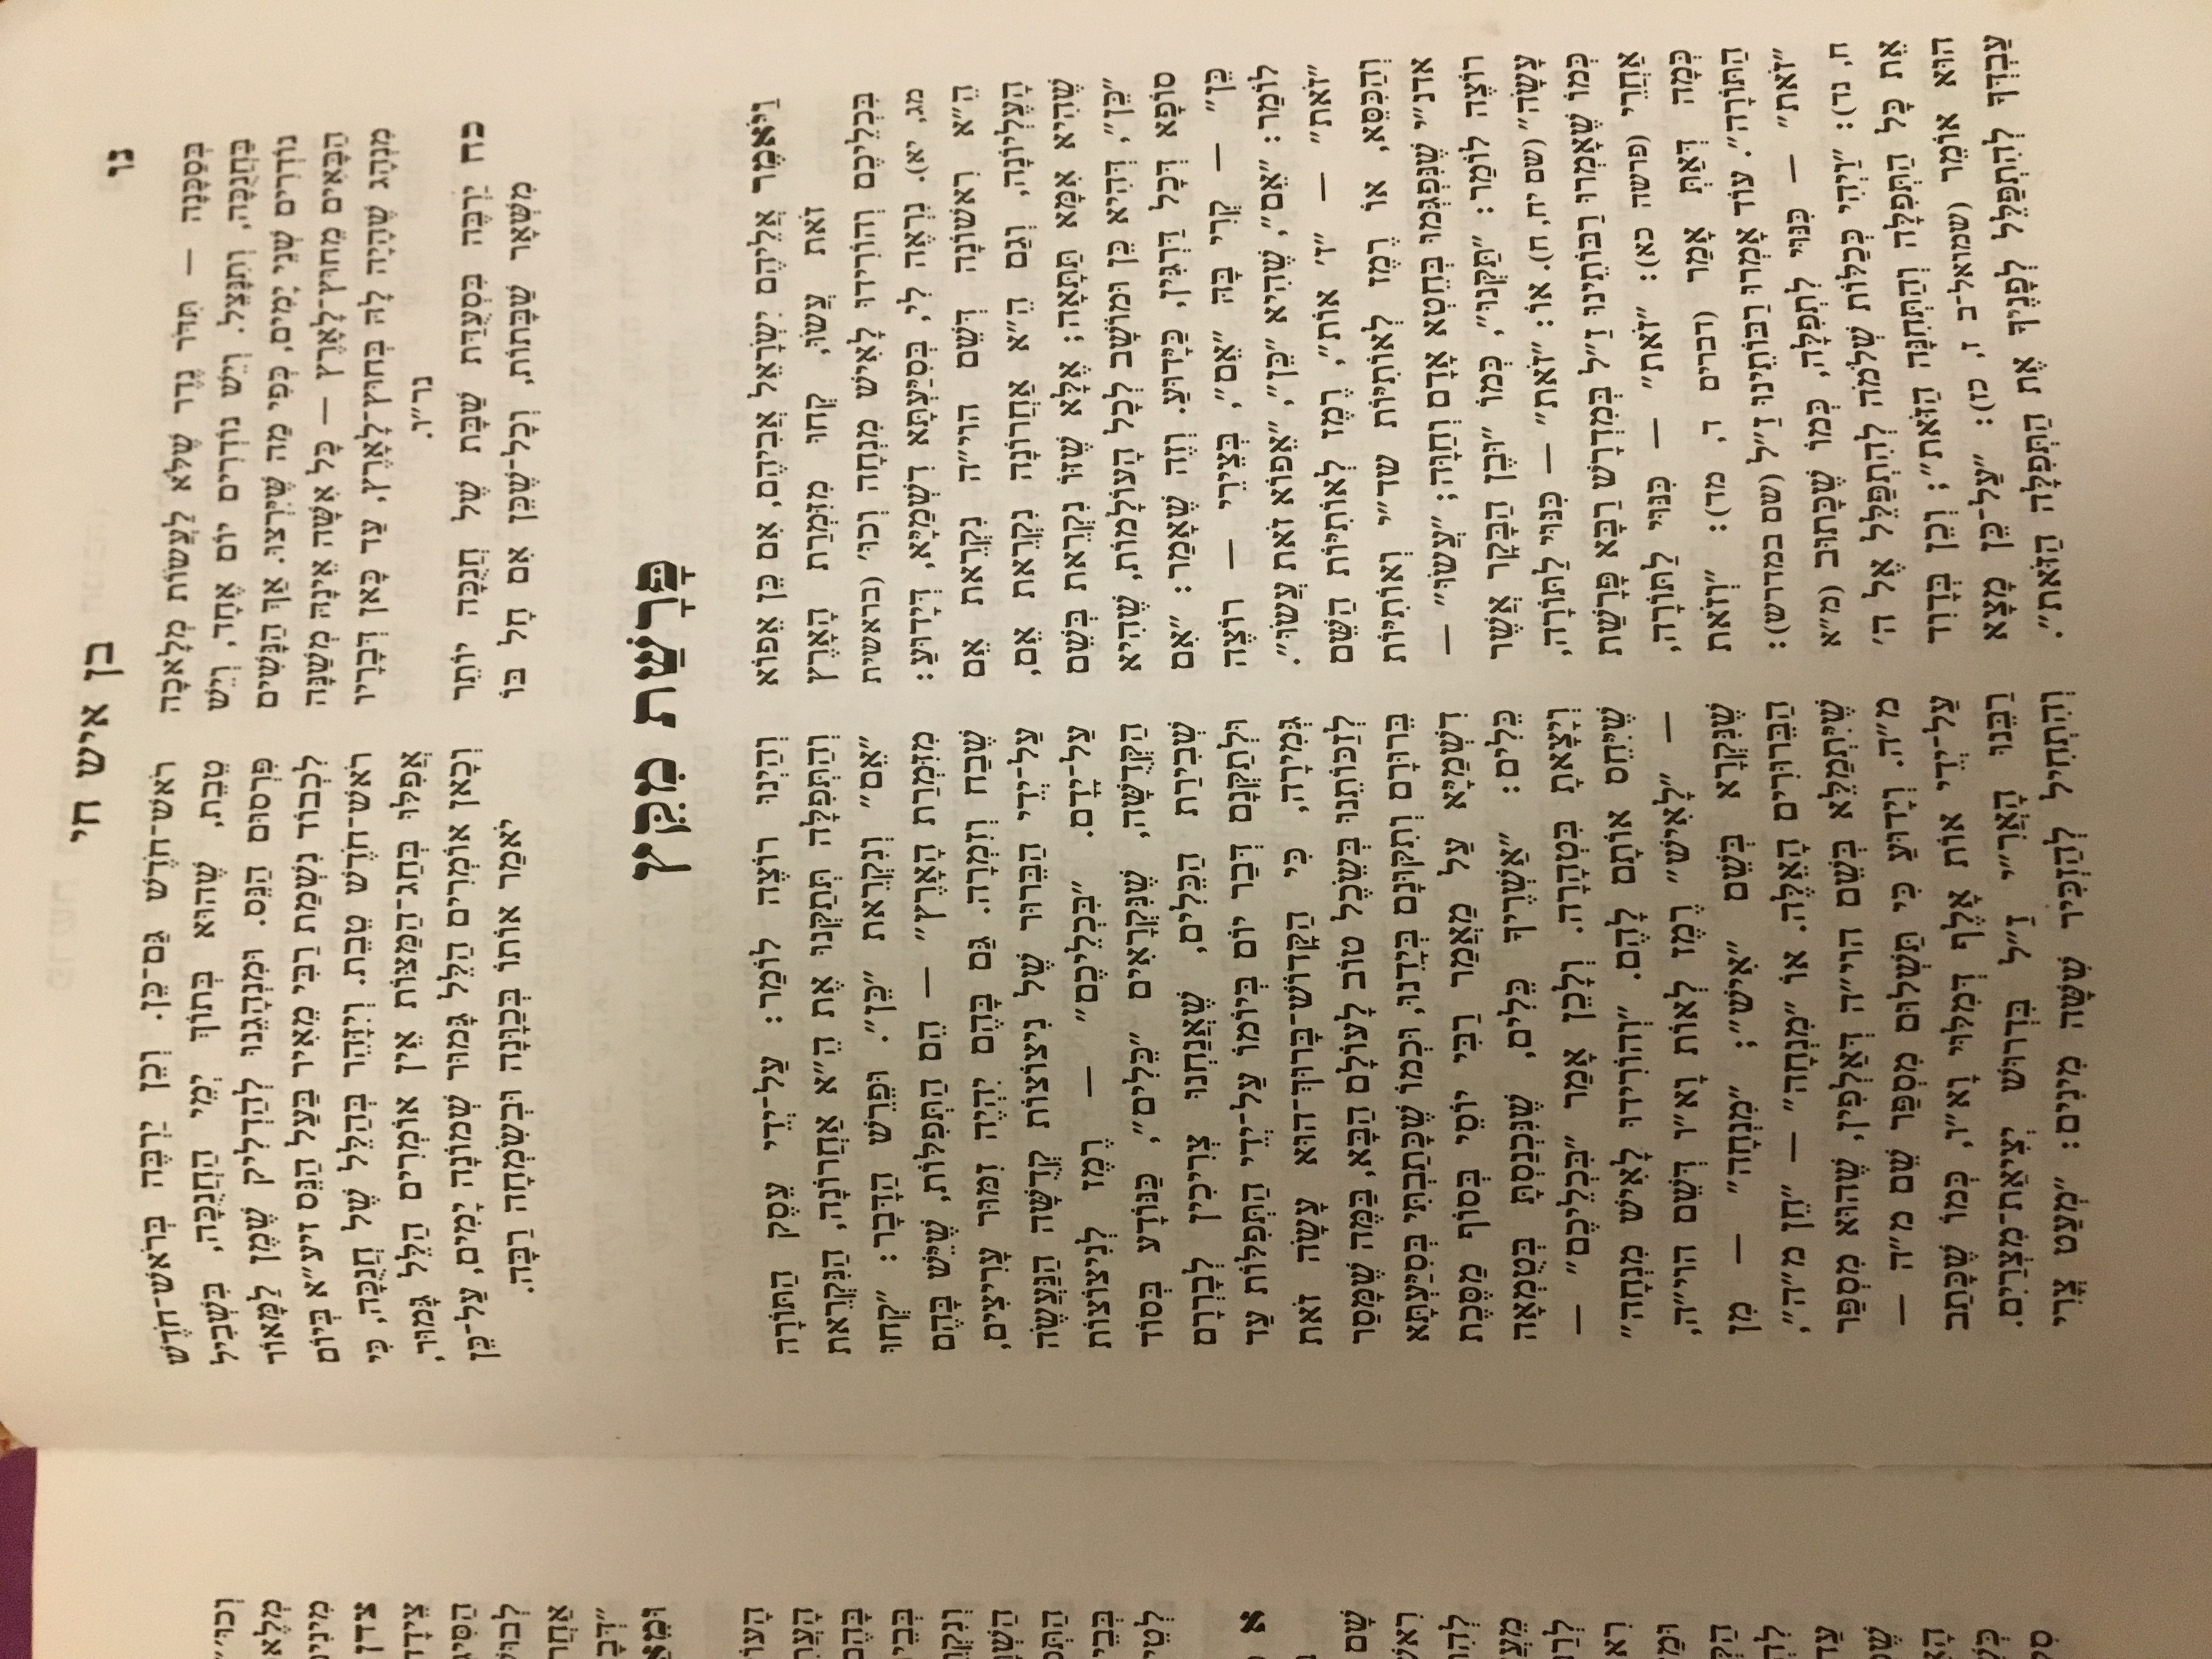 בן איש חי
נו
בְּסַכָּנָה — תִּדֹּר נֶדֶר שֶׁלֹּא לַעֲשׂוֹת מְלָאכָה
בַּחֲנֻכָּה, וְתִנָּצֵל. וְיֵשׁ נוֹדְרִים יוֹם אֶחָד, וְיֵשׁ
נוֹדְרִים שְׁנֵי יָמִים, כְּפִי מַה שֶּׁיִּרְצוּ. אַךְ הַנָּשִׁים
הַבָּאִים מֵחוּץ־לָאָרֶץ — כָּל אִשָּׁה אֵינָהּ מְשַׁנָּה
מִנְהָג שֶׁהָיָה לָהּ בְּחוּץ־לָאָרֶץ, עַד כָּאן דְּבָרָיו
נר״ו.
כח יַרְבֶּה בִּסְעֻדַּת שַׁבָּת שֶׁל חֲנֻכָּה יוֹתֵר
מִשְּׁאָר שַׁבָּתוֹת, וְכָל־שֶׁכֵּן אִם חָל בּוֹ
רֹאשׁ־חֹדֶשׁ גַּם־כֵּן. וְכֵן יַרְבֶּה בְּרֹאשׁ־חֹדֶשׁ
טֵבֵת, שֶׁהוּא בְּתוֹךְ יְמֵי הַחֲנֻכָּה, בִּשְׁבִיל
פִּרְסוּם הַנֵּס. וּמִנְהָגֵנוּ לְהַדְלִיק שֶׁמֶן לַמָּאוֹר
לִכְבוֹד נִשְׁמַת רַבִּי מֵאִיר בַּעַל הַנֵּס זיע״א בְּיוֹם
רֹאשׁ־חֹדֶשׁ טֵבֵת. וְיִזָּהֵר בְּהַלֵּל שֶׁל חֲנֻכָּה, כִּי
אֲפִלּוּ בְּחַג־הַמַּצּוֹת אֵין אוֹמְרִים הַלֵּל גָּמוּר,
וְכָאן אוֹמְרִים הַלֵּל גָּמוּר שְׁמוֹנָה יָמִים, עַל־כֵּן
יֹאמַר אוֹתוֹ בְּכַוָּנָה וּבְשִׂמְחָה רַבָּה.
פָּרָשַׁת מִקֵּץ
וַיֹּאמֶר אֲלֵיהֶם יִשְׂרָאֵל אֲבִיהֶם, אִם כֵּן אֵפוֹא
זֹאת עֲשׂוּ, קְחוּ מִזִּמְרַת הָאָרֶץ
בִּכְלֵיכֶם וְהוֹרִידוּ לָאִישׁ מִנְחָה וְכוּ׳ (בראשית
מג, יא). נִרְאֶה לִי, בְּסִיַּעְתָּא דִשְׁמַיָּא, דְּיָדוּעַ:
הֵ״א רִאשׁוֹנָה דְּשֵׁם הוי״ה נִקְרֵאת אֵם
הָעֶלְיוֹנָה, וְגַם הֵ״א אַחֲרוֹנָה נִקְרֵאת אֵם,
שֶׁהִיא אִמָּא תַּתָּאָה; אֶלָּא שֶׁזּוֹ נִקְרֵאת בְּשֵׁם
״כֵּן״, דְּהִיא כֵּן וּמוֹשָׁב לְכָל הָעוֹלָמוֹת, שֶׁהִיא
סוֹפָא דְּכָל דַּרְגִּין, כַּיָּדוּעַ. וְזֶה שֶׁאָמַר: ״אִם
כֵּן״ — קְרִי בָּהּ ״אֵם״, בְּצֵירֵי — רוֹצֶה
לוֹמַר: ״אֵם״, שֶׁהִיא ״כֵּן״, ״אֵפוֹא זֹאת עֲשׂוּ״.
״זֹאת״ — ״ז׳ אוֹת״, רֶמֶז לְאוֹתִיּוֹת הַשֵּׁם
וְהַכִּסֵּא, אוֹ רֶמֶז לְאוֹתִיּוֹת שד״י וְאוֹתִיּוֹת
אדנ״י שֶׁנִּפְגְּמוּ בְּחֵטְא אָדָם וְחַוָּה; ״עֲשׂוּ״ —
רוֹצֶה לוֹמַר: ״תַּקְּנוּ״, כְּמוֹ ״וּבֶן הַבָּקָר אֲשֶׁר
עָשָׂה״ (שם יח, ח). אוֹ: ״זֹאת״ — כִּנּוּי לַתּוֹרָה,
כְּמוֹ שֶׁאָמְרוּ רַבּוֹתֵינוּ זַ״ל בְּמִדְרָשׁ רַבָּא פָּרָשַׁת
אַחֲרֵי (פרשה כא): ״זֹאת״ — כִּנּוּי לַתּוֹרָה,
כְּמָה דְּאַתְּ אָמַר (דברים ד, מד): ״וְזֹאת
הַתּוֹרָה״. עוֹד אָמְרוּ רַבּוֹתֵינוּ זַ״ל (שם במדרש):
״זֹאת״ — כִּנּוּי לִתְפִלָּה, כְּמוֹ שֶׁכָּתוּב (מ״א
ח, נד): ״וַיְהִי כְּכַלּוֹת שְׁלֹמֹה לְהִתְפַּלֵּל אֶל ה׳
אֵת כָּל הַתְּפִלָּה וְהַתְּחִנָּה הַזֹּאת״; וְכֵן בְּדָוִד
הוּא אוֹמֵר (שמואל־ב ז, כז): ״עַל־כֵּן מָצָא
עַבְדְּךָ לְהִתְפַּלֵּל לְפָנֶיךָ אֶת הַתְּפִלָּה הַזֹּאת״.
וְהַיְנוּ רוֹצֶה לוֹמַר: עַל־יְדֵי עֵסֶק הַתּוֹרָה
וְהַתְּפִלָּה תְּתַקְּנוּ אֶת הֵ״א אַחֲרוֹנָה, הַנִּקְרֵאת
״אֵם״ וְנִקְרֵאת ״כֵּן״. וּפֵרֵשׁ הַדָּבָר: ״קְחוּ
מִזִּמְרַת הָאָרֶץ״ — הֵם הַתְּפִלּוֹת, שֶׁיֵּשׁ בָּהֶם
שֶׁבַח וְזִמְרָה. גַּם בָּהֶם יִהְיֶה זִמּוּר עָרִיצִים,
עַל־יְדֵי הַבֵּרוּר שֶׁל נִיצוֹצוֹת קְדֻשָּׁה הַנַּעֲשֶׂה
עַל־יָדָם. ״בִּכְלֵיכֶם״ — רֶמֶז לְנִיצוֹצוֹת
הַקְּדֻשָּׁה, שֶׁנִּקְרָאִים ״כֵּלִים״, כַּנּוֹדָע בְּסוֹד
שְׁבִירַת הַכֵּלִים, שֶׁאֲנַחְנוּ צְרִיכִין לְבָרְרָם
וּלְתַקְּנָם דְּבַר יוֹם בְּיוֹמוֹ עַל־יְדֵי הַתְּפִלּוֹת עַד
גְּמִירָה, כִּי הַקָּדוֹשׁ־בָּרוּךְ־הוּא עָשָׂה זֹאת
לְזַכּוֹתֵנוּ בְּשֵׂכֶל טוֹב לָעוֹלָם הַבָּא, בַּמֶּה שֶׁמָּסַר
בֵּרוּרָם וְתִקּוּנָם בְּיָדֵנוּ, וּכְמוֹ שֶׁכָּתַבְתִּי בְּסִיַּעְתָּא
דִשְׁמַיָּא עַל מַאֲמַר רַבִּי יוֹסֵי בְּסוֹף מַסֶּכֶת
כֵּלִים: ״אַשְׁרֶיךָ כֵּלִים, שֶׁנִּכְנַסְתָּ בְּטֻמְאָה
וְיָצָאתָ בִּטְהָרָה. וְלָכֵן אָמַר ״בִּכְלֵיכֶם״ —
שֶׁיִּחֵס אוֹתָם לָהֶם. ״וְהוֹרִידוּ לָאִישׁ מִנְחָה״
— ״לָאִישׁ״ רֶמֶז לְאוֹת וָא״ו דְּשֵׁם הוי״ה,
שֶׁנִּקְרָא בְּשֵׁם ״אִישׁ״; ״מִנְחָה״ — מִן
הַבֵּרוּרִים הָאֵלֶּה. אוֹ ״מִנְחָה״ — ״חֵן מ״ה״,
שֶׁיִּתְמַלֵּא בְּשֵׁם הוי״ה דְּאַלְפִין, שֶׁהוּא מִסְפַּר
מ״ה. וְיָדוּעַ כִּי תַּשְׁלוּם מִסְפַּר שֵׁם מ״ה —
עַל־יְדֵי אוֹת אָלֶף דְּמִלּוּי וָא״ו, כְּמוֹ שֶׁכָּתַב
רַבֵּנוּ הָאֲרִ״י זַ״ל בִּדְרוּשׁ יְצִיאַת־מִצְרַיִם.
וְהִתְחִיל לְהַזְכִּיר שִׁשָּׁה מִינִים: ״מְעַט צֳרִי